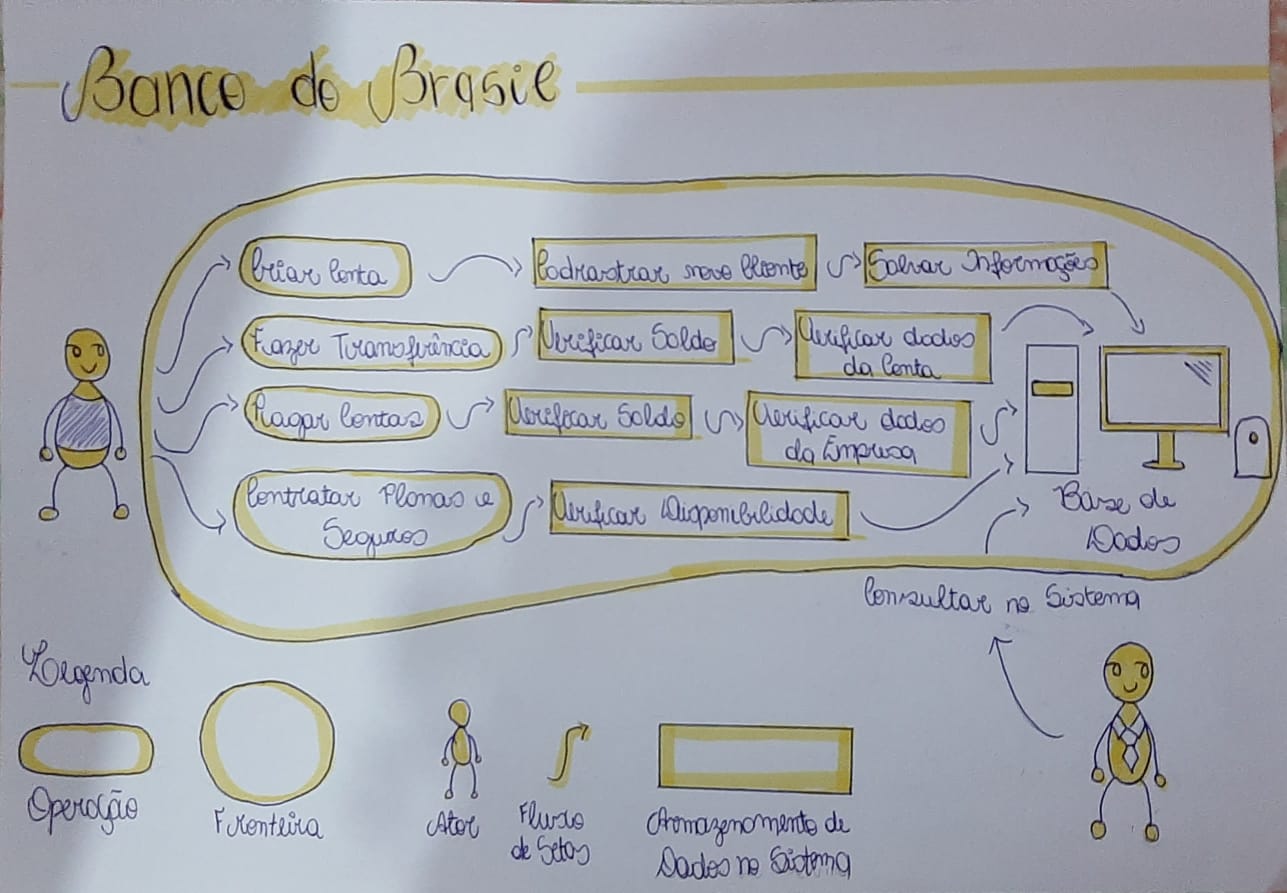 Banco do Brasil
Criar Conta
Cadrastrar novo Cliente
Salvar Informações
Fazer Transfrência
Verificar Saldo
Verificar dados
da Conta
Pagar Contas
Verificar Saldo
Verificar dados
da Empresa
Contratar Planos e
Seguros
Verificar Disponibilidade
Base de
Dados
Consultar no Sistema
Legenda
Operação
Fronteira
Ator
Fluxo
de Setas
Armazenamento de
Dados no Sistema